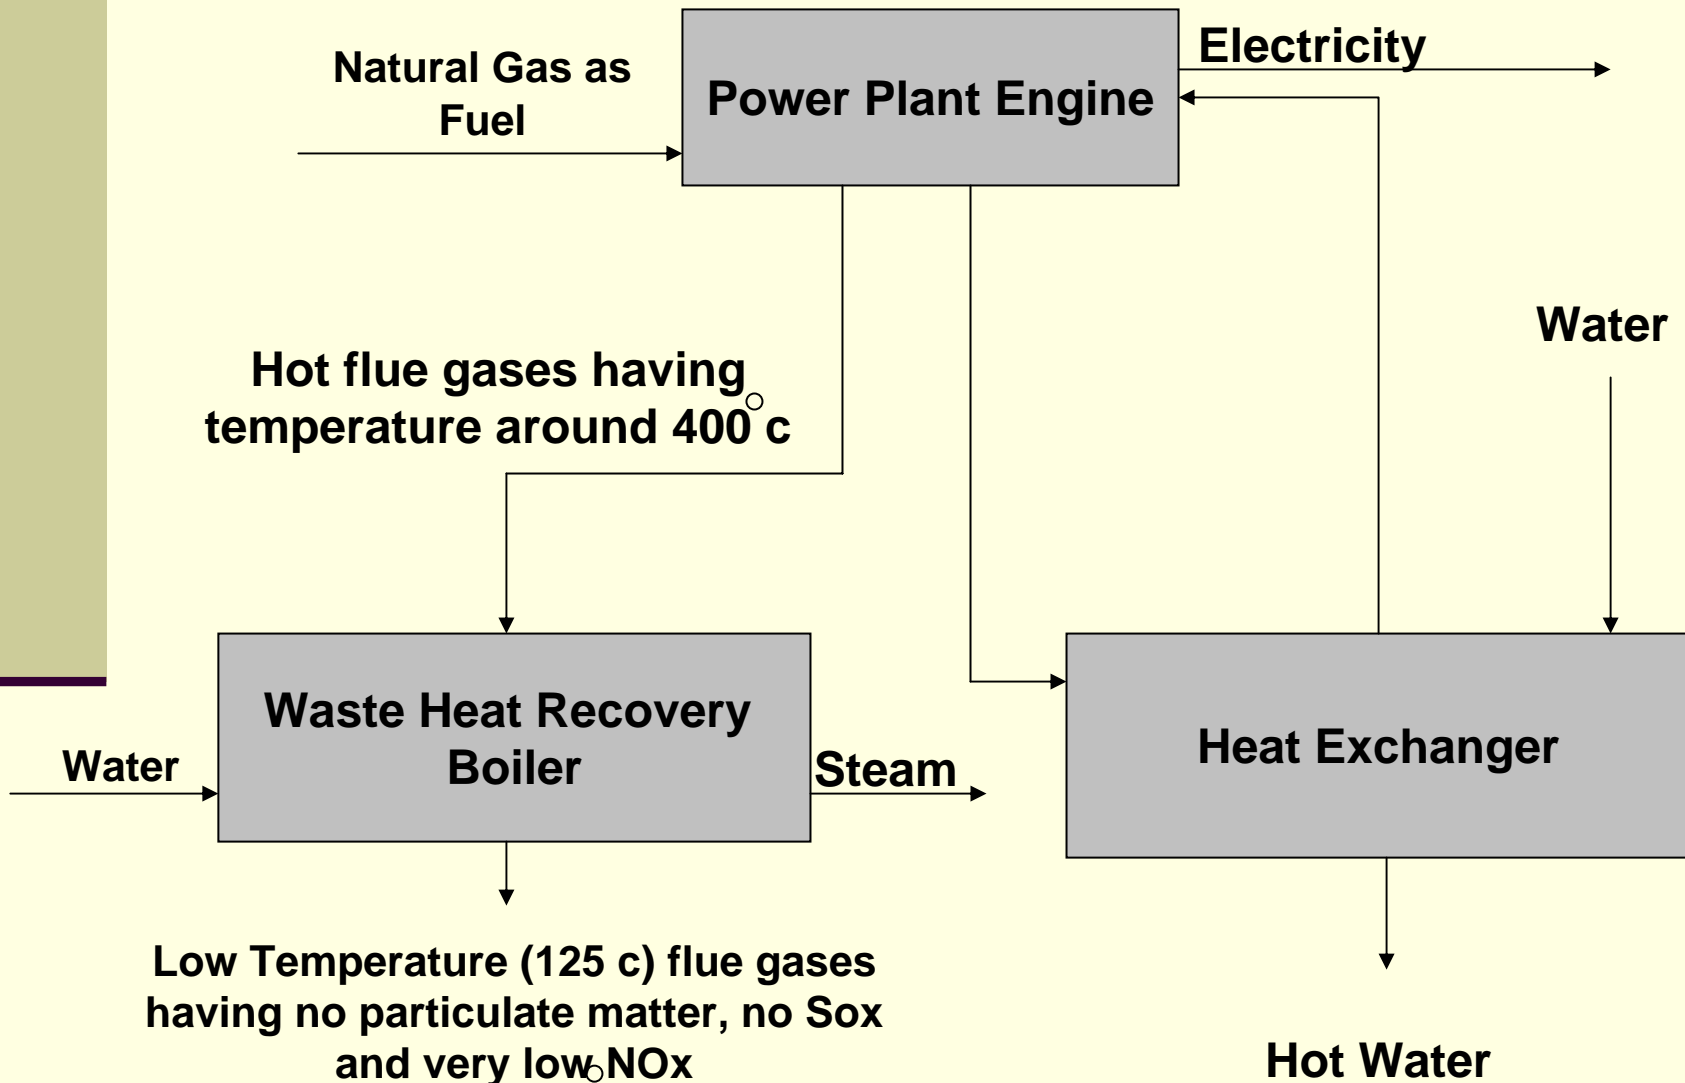 Electricity
Natural Gas as
Fuel
Power Plant Engine
Water
Hot flue gases having
temperature around 400°c
Waste Heat Recovery
Boiler
Heat Exchanger
Water
Steam
Low Temperature (125 c) flue gases
having no particulate matter, no Sox
and very low NOx
Hot Water